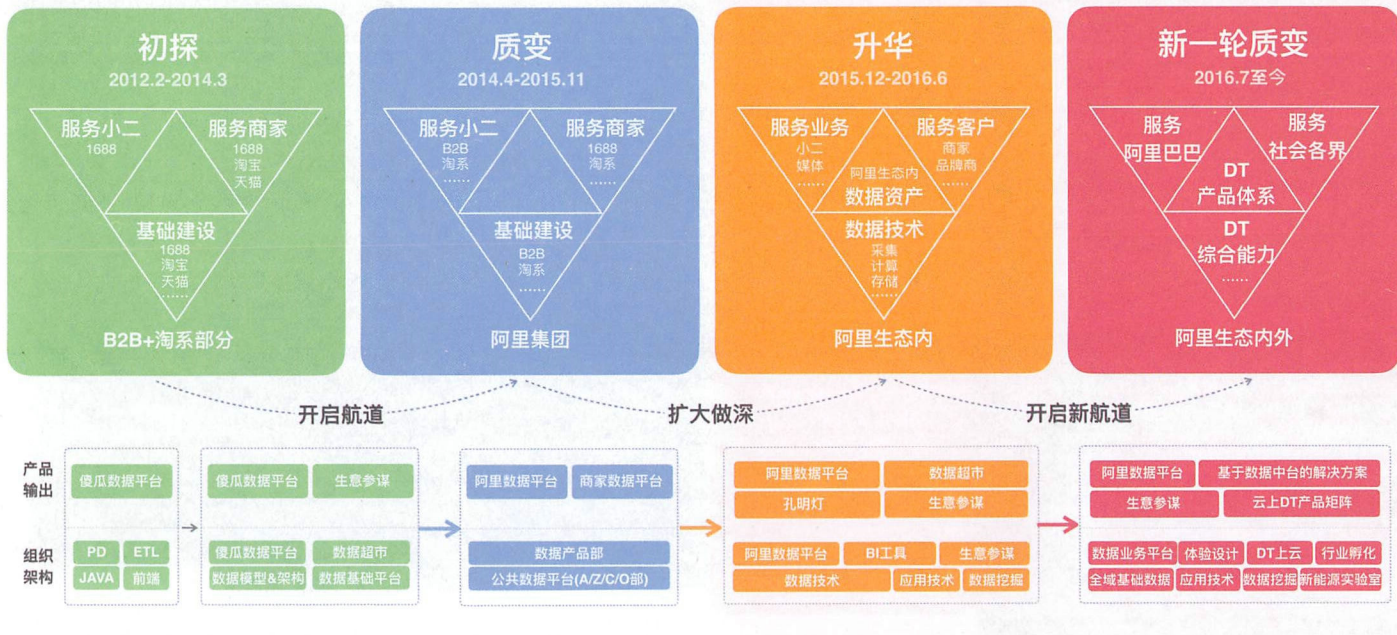 初探
2012.2-2014.3
服务小二
1688
服务商家
1688
淘宝
天猫
基础建设
1688
淘宝
天猫
......
B2B+淘系部分
质变
2014.4-2015.11
服务小二
B2B
淘系
......
服务商家
1688
淘系
......
基础建设
B2B
淘系
......
阿里集团
升华
2015.12-2016.6
服务业务
小二
媒体
......
服务客户
商家
品牌商
......
阿里生态内
数据资产
数据技术
采集
计算
存储
......
阿里生态内
新一轮质变
2016.7至今
服务
阿里巴巴
服务
社会各界
DT
产品体系
DT
综合能力
......
阿里生态内外
开启航道
扩大做深
开启新航道
产品
输出
傻瓜数据平台
傻瓜数据平台
生意参谋
阿里数据平台
商家数据平台
阿里数据平台
数据超市
孔明灯
生意参谋
阿里数据平台
基于数据中台的解决方案
生意参谋
云上DT产品矩阵
组织
架构
PD
ETL
JAVA
前端
傻瓜数据平台
数据超市
数据模型&架构
数据基础平台
数据产品部
公共数据平台(A/Z/C/O部)
阿里数据平台
BI工具
生意参谋
数据技术
应用技术
数据挖掘
数据业务平台
体验设计
DT上云
行业孵化
全域基础数据
应用技术
数据挖掘
新能源实验室